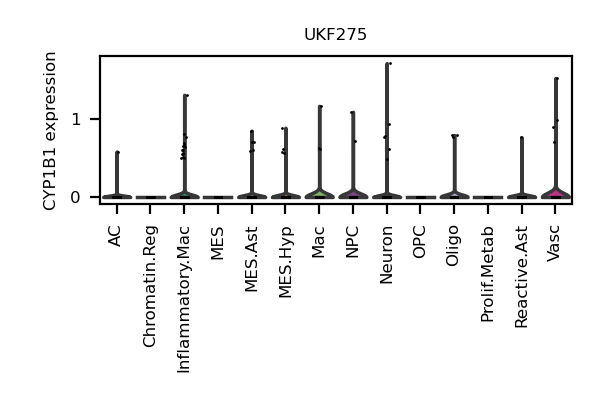 UKF275
CYP1B1 expression
1
0
AC
Chromatin.Reg
Inflammatory.Mac
MES
MES.Ast
MES.Hyp
Mac
NPC
Neuron
OPC
Oligo
Prolif.Metab
Reactive.Ast
Vasc